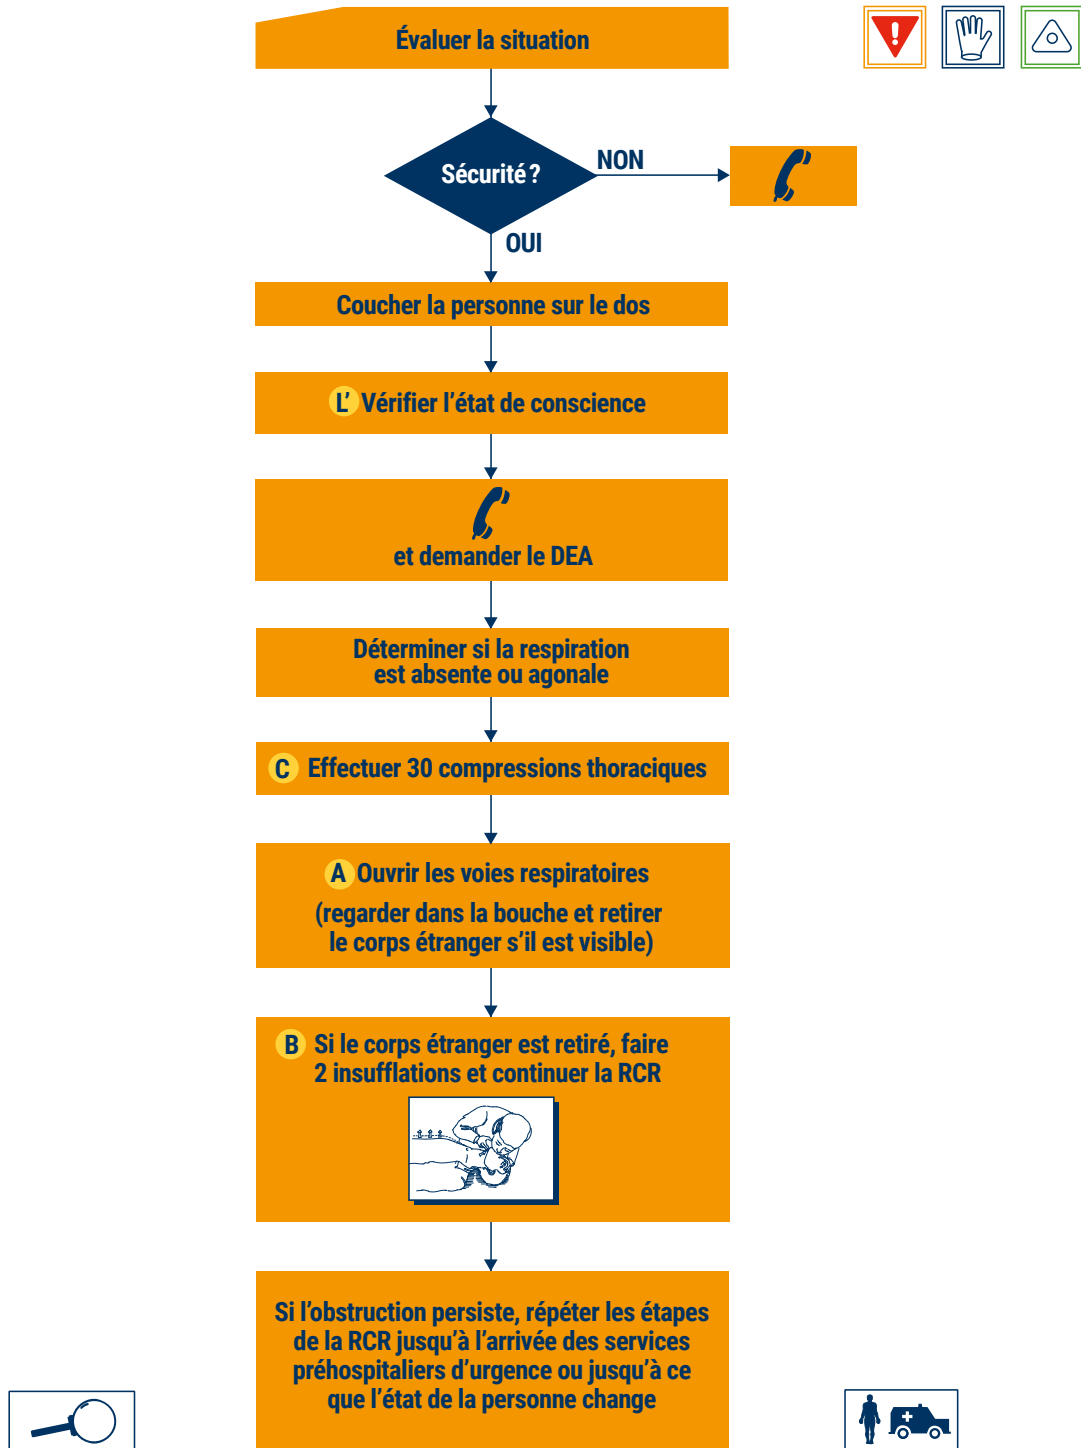 Évaluer la situation
Sécurité ?
NON
OUI
Coucher la personne sur le dos
L' Vérifier l'état de conscience
et demander le DEA
Déterminer si la respiration
est absente ou agonale
C Effectuer 30 compressions thoraciques
A Ouvrir les voies respiratoires
(regarder dans la bouche et retirer
le corps étranger s'il est visible)
B Si le corps étranger est retiré, faire
2 insufflations et continuer la RCR
Si l'obstruction persiste, répéter les étapes
de la RCR jusqu'à l'arrivée des services
préhospitaliers d'urgence ou jusqu'à ce
que l'état de la personne change